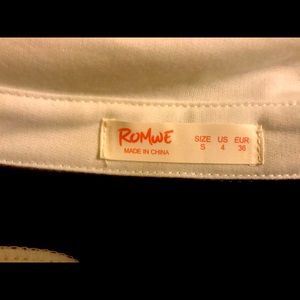 ROMWE
MADE IN CHINA
SIZE US EUR
S 4 36